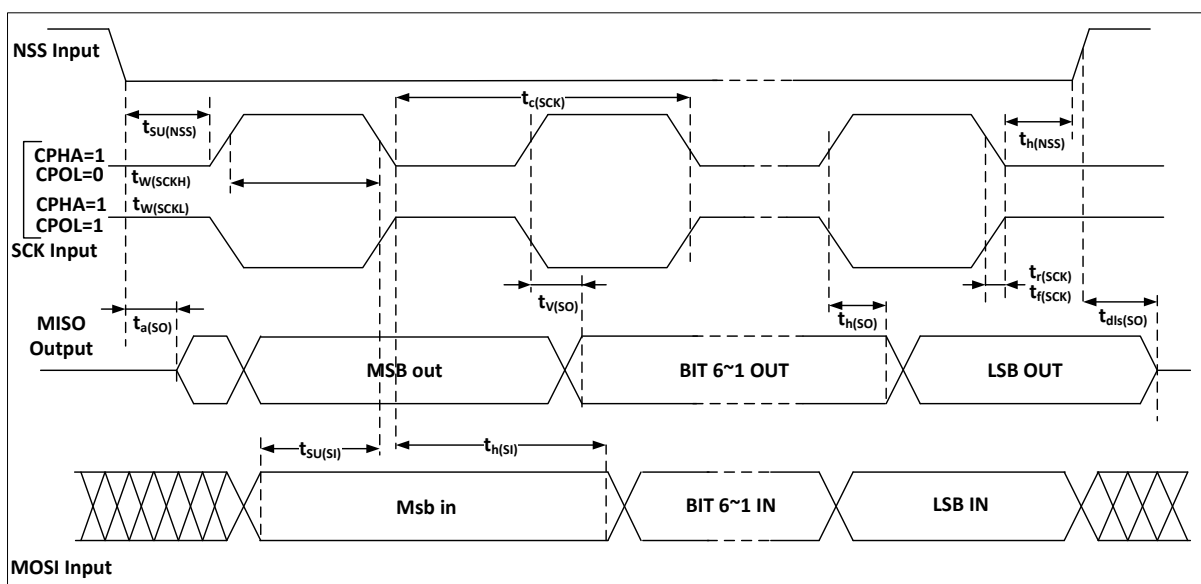 NSS Input
tc(SCK)
tSU(NSS)
th(NSS)
CPHA=1
CPOL=0
tW(SCKH)
CPHA=1
CPOL=1
tW(SCKL)
SCK Input
tr(SCK)
tf(SCK)
ta(SO)
tV(SO)
th(SO)
tdis(SO)
MISO
Output
MSB out
BIT 6~1 OUT
LSB OUT
tSU(SI)
th(SI)
Msb in
BIT 6~1 IN
LSB IN
MOSI Input